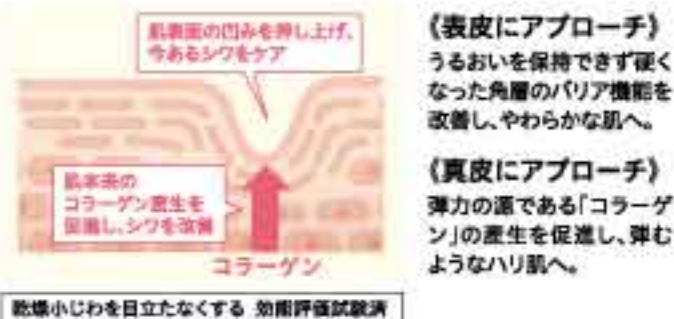 肌表面の凹みを押し上げ、
今あるシワをケア
肌本来の
コラーゲン産生を
促進し、シワを改善
コラーゲン
乾燥小じわを目立たなくする 効能評価試験済
《表皮にアプローチ》
うるおいを保持できず硬く
なった角層のバリア機能を
改善し、やわらかな肌へ。
《真皮にアプローチ》
弾力の源である「コラーゲ
ン」の産生を促進し、弾む
ようなハリ肌へ。